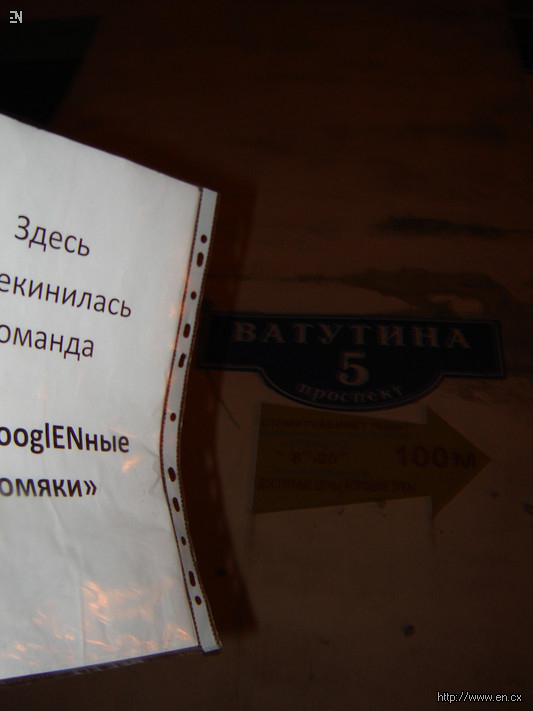 EN
Здесь
екинилась
оманда
ooglENные
омяки»
ВАТУТИНА
5
проспект
100м
http://www.en.cx